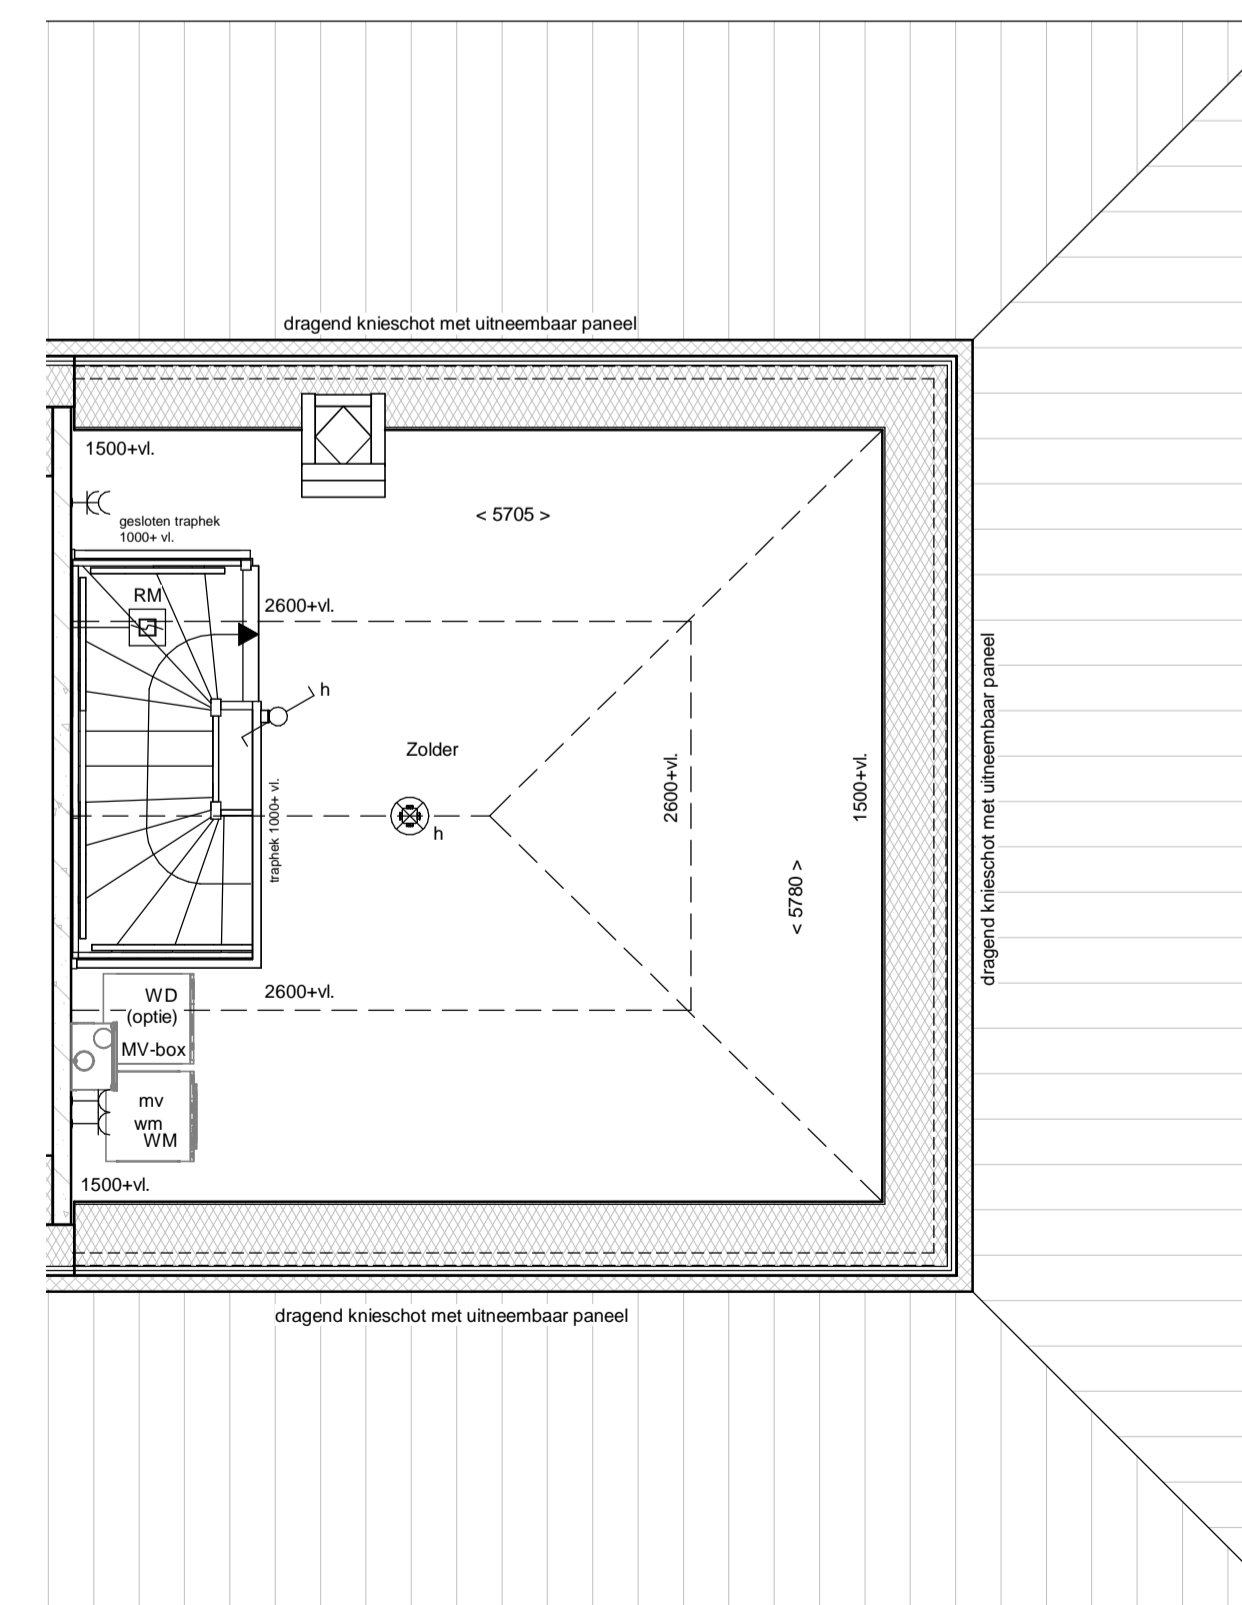 dragend knieschot met uitneembaar paneel
1500+vl.
gesloten traphek
1000+ vl.
< 5705 >
RM
2600+vl.
h
Zolder
h
traphek 1000+ vl.
2600+vl.
1500+vl.
< 5780 >
dragend knieschot met uitneembaar paneel
2600+vl.
WD
(optie)
MV-box
mv
wm
WM
1500+vl.
dragend knieschot met uitneembaar paneel